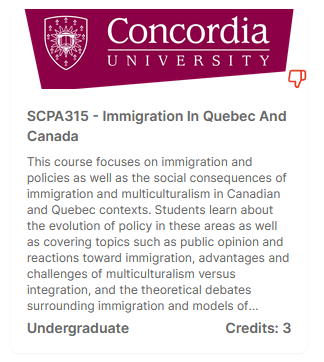 Concordia
UNIVERSITY
SCPA315 - Immigration In Quebec And
Canada
This course focuses on immigration and
policies as well as the social consequences of
immigration and multiculturalism in Canadian
and Quebec contexts. Students learn about
the evolution of policy in these areas as well
as covering topics such as public opinion and
reactions toward immigration, advantages and
challenges of multiculturalism versus
integration, and the theoretical debates
surrounding immigration and models of...
Undergraduate Credits: 3